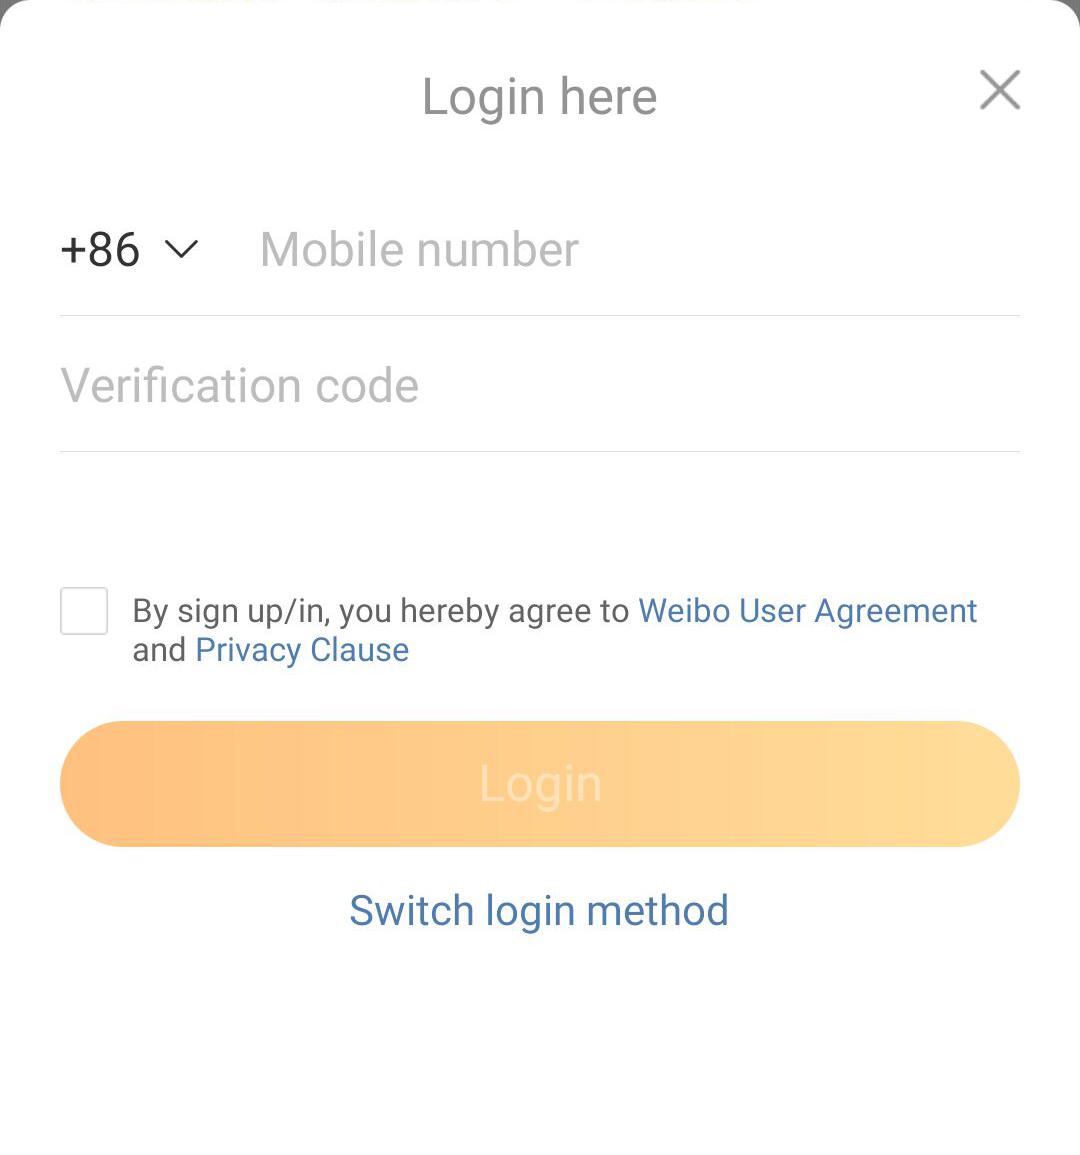 Login here
+86 Mobile number
Verification code
By sign up/in, you hereby agree to Weibo User Agreement
and Privacy Clause
Login
Switch login method